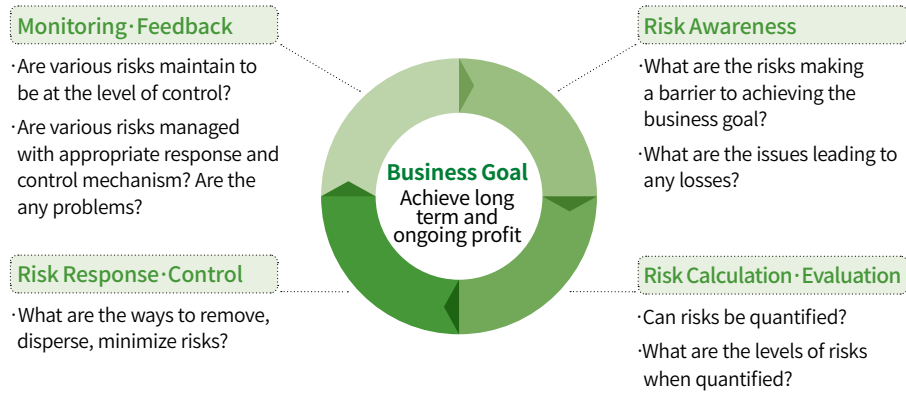 Monitoring·Feedback
·Are various risks maintain to
be at the level of control?
·Are various risks managed
with appropriate response and
control mechanism? Are the
any problems?
Risk Awareness
·What are the risks making
a barrier to achieving the
business goal?
·What are the issues leading to
any losses?
Business Goal
Achieve long
term and
ongoing profit
Risk Response·Control
·What are the ways to remove,
disperse, minimize risks?
Risk Calculation·Evaluation
·Can risks be quantified?
·What are the levels of risks
when quantified?